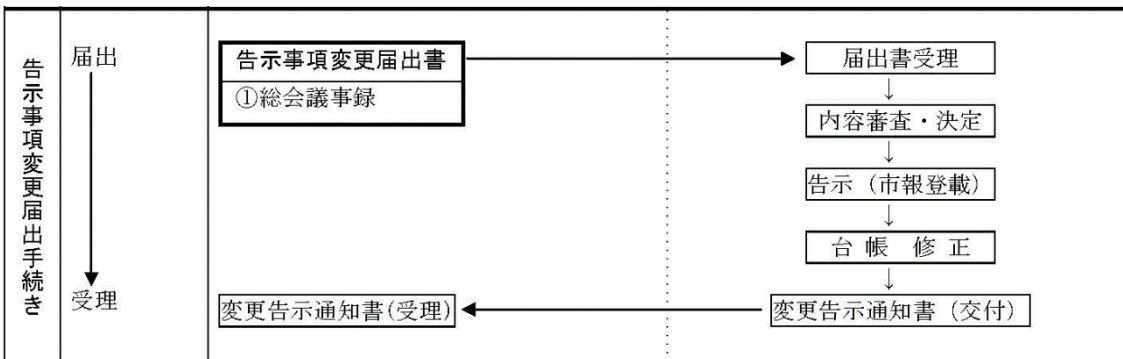 告示事項変更届出手続き
届出
受理
告示事項変更届出書
①総会議事録
届出書受理
↓
内容審査・決定
↓
告示（市報登載）
↓
台帳　修正
↓
変更告示通知書（交付）
変更告示通知書(受理)